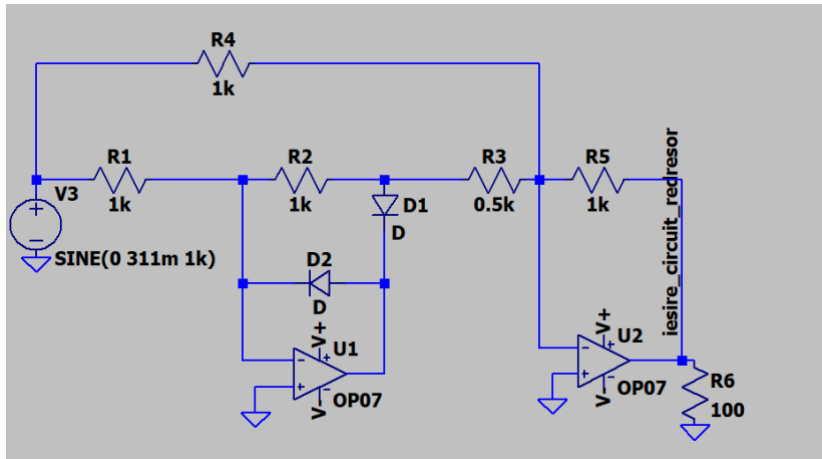 R4
1k
R1
1k
R2
1k
R3
0.5k
R5
1k
V3
+
−
SINE(0 311m 1k)
D1
D
D2
D
iesire_circuit_redresor
V+
U1
−
+
+
−
V-
OP07
V+
U2
−
+
+
−
V-
OP07
R6
100